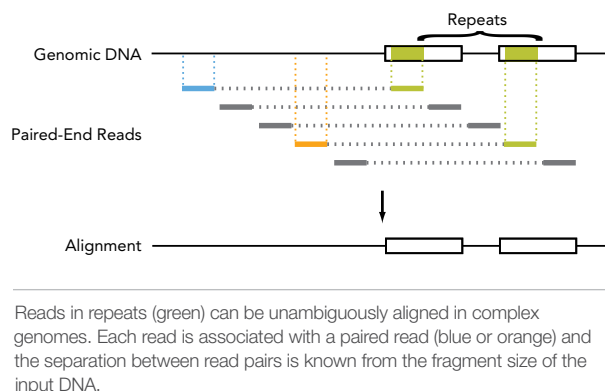 Repeats
Genomic DNA
Paired-End Reads
Alignment
Reads in repeats (green) can be unambiguously aligned in complex
genomes. Each read is associated with a paired read (blue or orange) and
the separation between read pairs is known from the fragment size of the
input DNA.